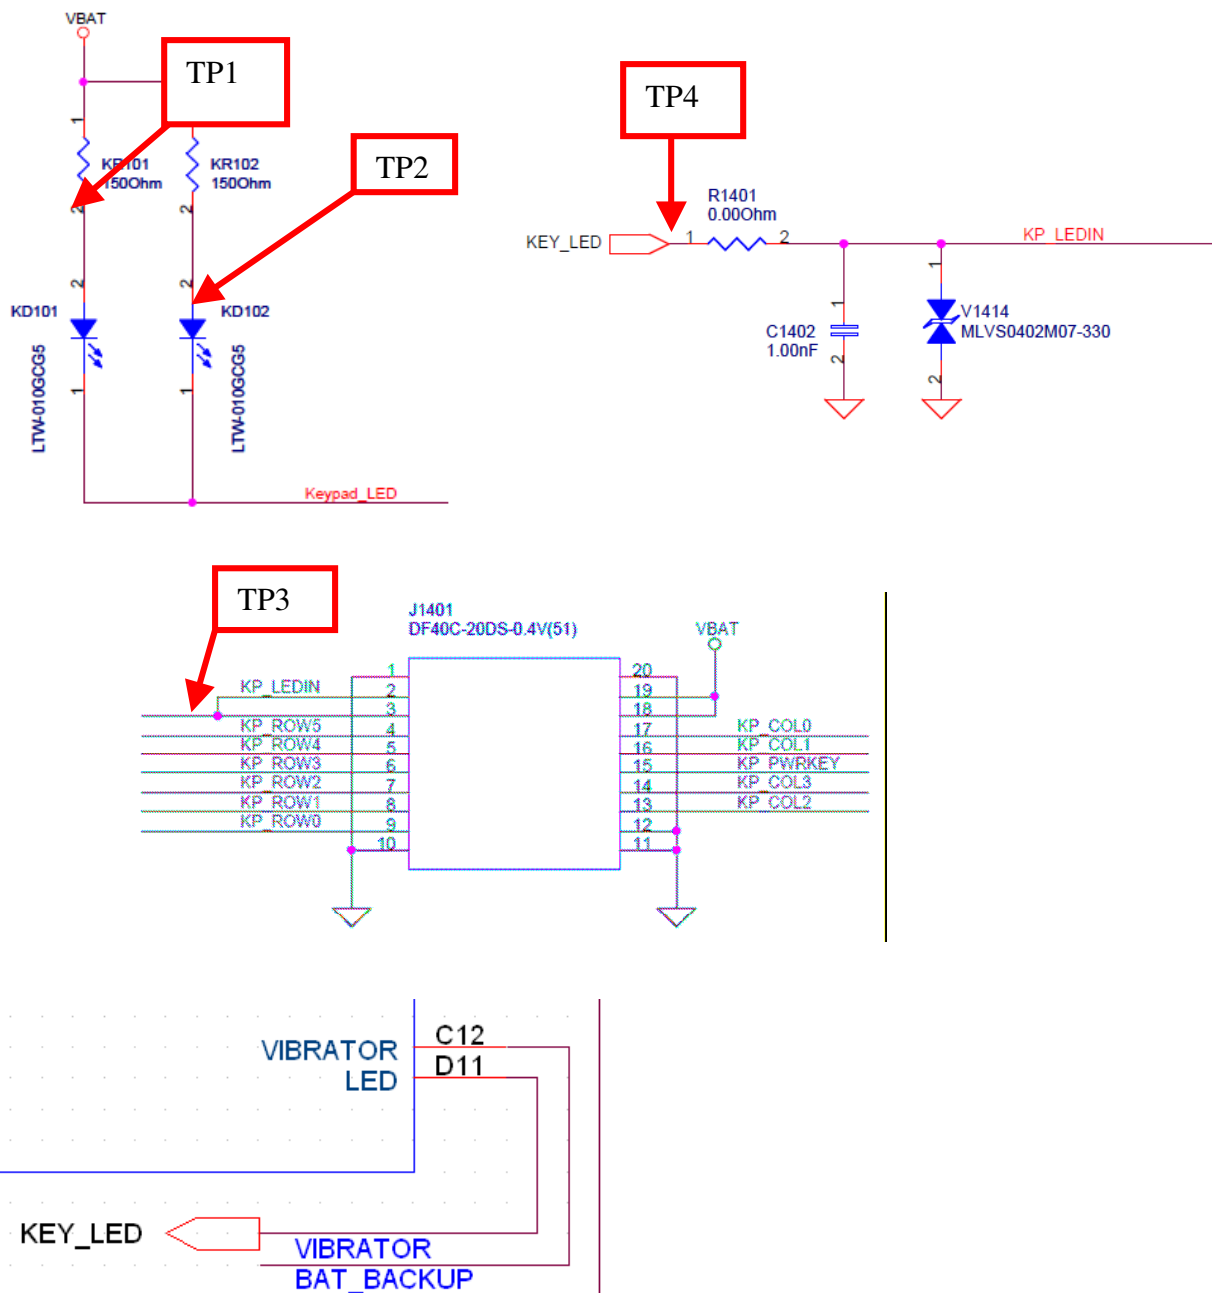 VBAT
TP1
1
1
KR101
150Ohm
KR102
150Ohm
2
2
TP2
2
2
KD101
KD102
LTW-010GCG5
LTW-010GCG5
1
1
Keypad_LED
TP4
R1401
0.00Ohm
KEY_LED
1
2
KP_LEDIN
1
1
C1402
1.00nF
V1414
MLVS0402M07-330
2
2
TP3
J1401
DF40C-20DS-0.4V(51)
VBAT
1
20
KP_LEDIN
2
19
3
18
KP_ROW5
4
17
KP_COL0
KP_ROW4
5
16
KP_COL1
KP_ROW3
6
15
KP_PWRKEY
KP_ROW2
7
14
KP_COL3
KP_ROW1
8
13
KP_COL2
KP_ROW0
9
12
10
11
VIBRATOR
C12
LED
D11
KEY_LED
VIBRATOR
BAT_BACKUP